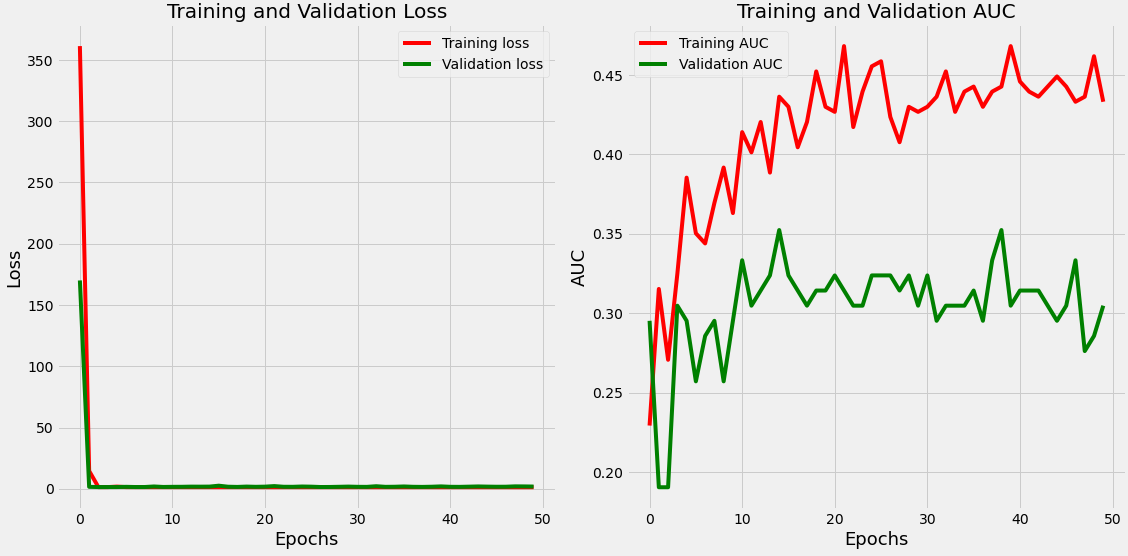 Training and Validation Loss
350
300
250
200
150
100
50
0
Loss
Training loss
Validation loss
0 10 20 30 40 50
Epochs
Training and Validation AUC
0.45
0.40
0.35
0.30
0.25
0.20
AUC
Training AUC
Validation AUC
0 10 20 30 40 50
Epochs